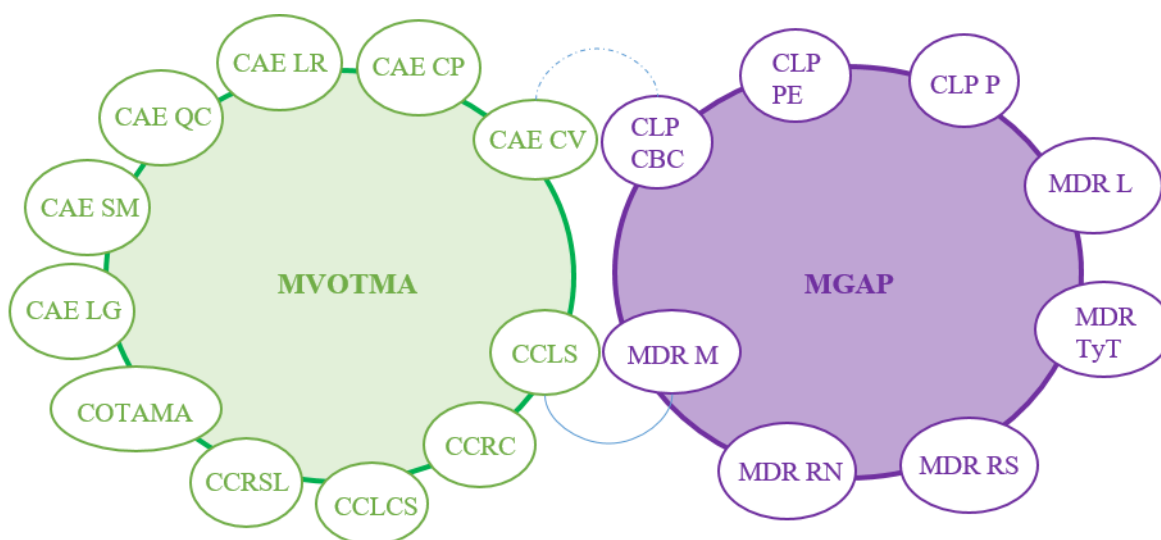 CAE LR
CAE CP
CAE QC
CAE CV
CAE SM
CAE LG
MVOTMA
CCLS
COTAMA
CCRC
CCRSL
CCLCS
CLP
PE
CLP P
CLP
CBC
MDR L
MGAP
MDR
TyT
MDR M
MDR RN
MDR RS